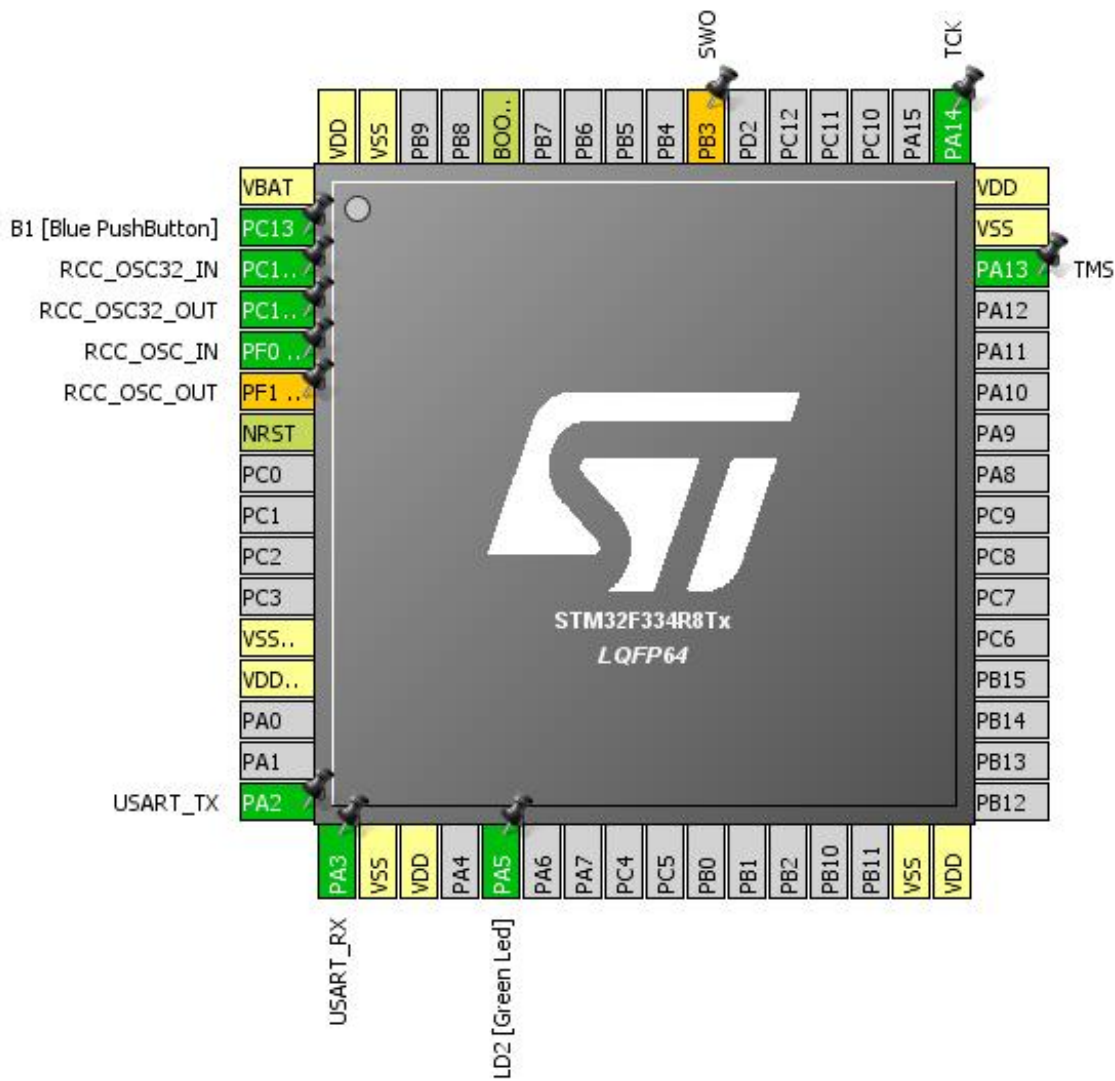 SWO
TCK
VDD
VSS
PB9
PB8
BOO..
PB7
PB6
PB5
PB4
PB3
PD2
PC12
PC11
PC10
PA15
PA14
B1 [Blue PushButton]
RCC_OSC32_IN
RCC_OSC32_OUT
RCC_OSC_IN
RCC_OSC_OUT
USART_TX
VBAT
PC13
PC1..
PC1..
PF0 ..
PF1 ..
NRST
PC0
PC1
PC2
PC3
VSS..
VDD..
PA0
PA1
PA2
ST
STM32F334R8Tx
LQFP64
VDD
VSS
PA13
TMS
PA12
PA11
PA10
PA9
PA8
PC9
PC8
PC7
PC6
PB15
PB14
PB13
PB12
PA3
VSS
VDD
PA4
PA5
PA6
PA7
PC4
PC5
PB0
PB1
PB2
PB10
PB11
VSS
VDD
USART_RX
LD2 [Green Led]